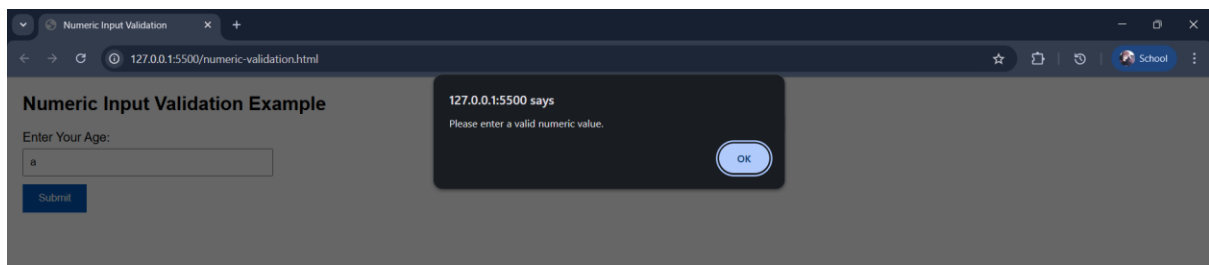 Numeric Input Validation
127.0.0.1:5500/numeric-validation.html
School
Numeric Input Validation Example
127.0.0.1:5500 says
Please enter a valid numeric value.
OK
Enter Your Age:
a
Submit